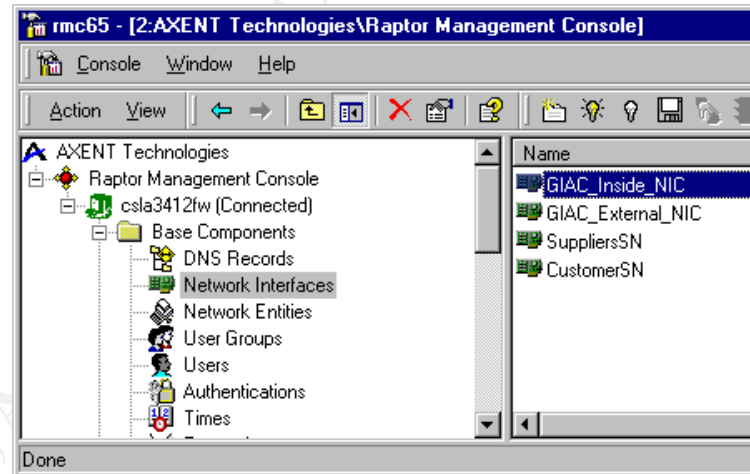 rmc65 - [2:AXENT Technologies\Raptor Management Console]
Console Window Help
Action View
AXENT Technologies
Raptor Management Console
csla3412fw (Connected)
Base Components
DNS Records
Network Interfaces
Network Entities
User Groups
Users
Authentications
Times
Name
GIAC_Inside_NIC
GIAC_External_NIC
SuppliersSN
CustomerSN
Done